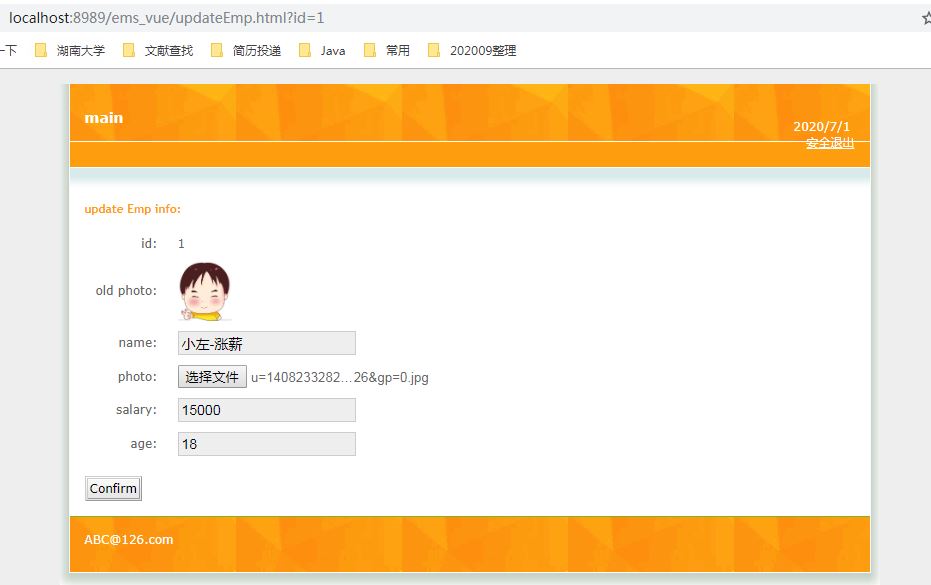 localhost:8989/ems_vue/updateEmp.html?id=1
一下 湖南大学 文献查找 简历投递 Java 常用 202009整理
main
2020/7/1
安全退出
update Emp info:
id: 1
old photo:
name: 小左-涨薪
photo: 选择文件 u=1408233282...26&gp=0.jpg
salary: 15000
age: 18
Confirm
ABC@126.com